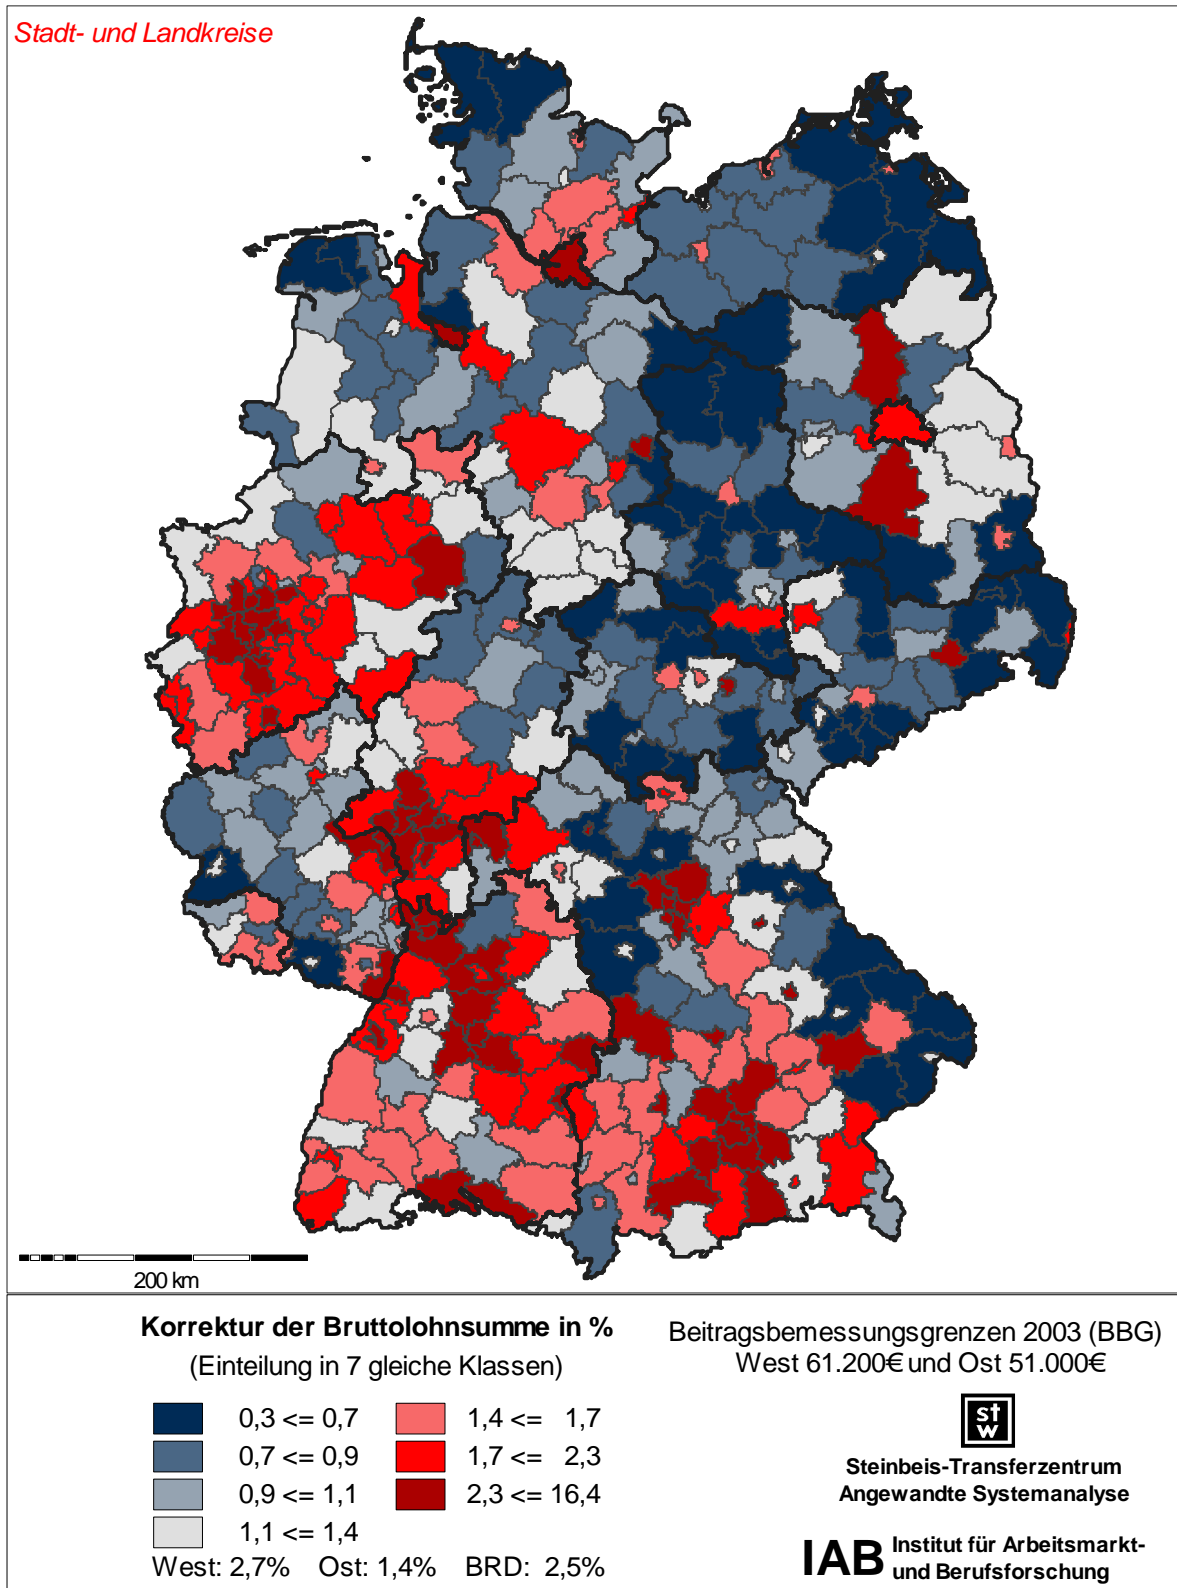 Stadt- und Landkreise
200 km
Korrektur der Bruttolohnsumme in %
(Einteilung in 7 gleiche Klassen)
0,3 <= 0,7
0,7 <= 0,9
0,9 <= 1,1
1,1 <= 1,4
1,4 <= 1,7
1,7 <= 2,3
2,3 <= 16,4
West: 2,7% Ost: 1,4% BRD: 2,5%
Beitragsbemessungsgrenzen 2003 (BBG)
West 61.200€ und Ost 51.000€
st
w
Steinbeis-Transferzentrum
Angewandte Systemanalyse
IAB Institut für Arbeitsmarkt-
und Berufsforschung